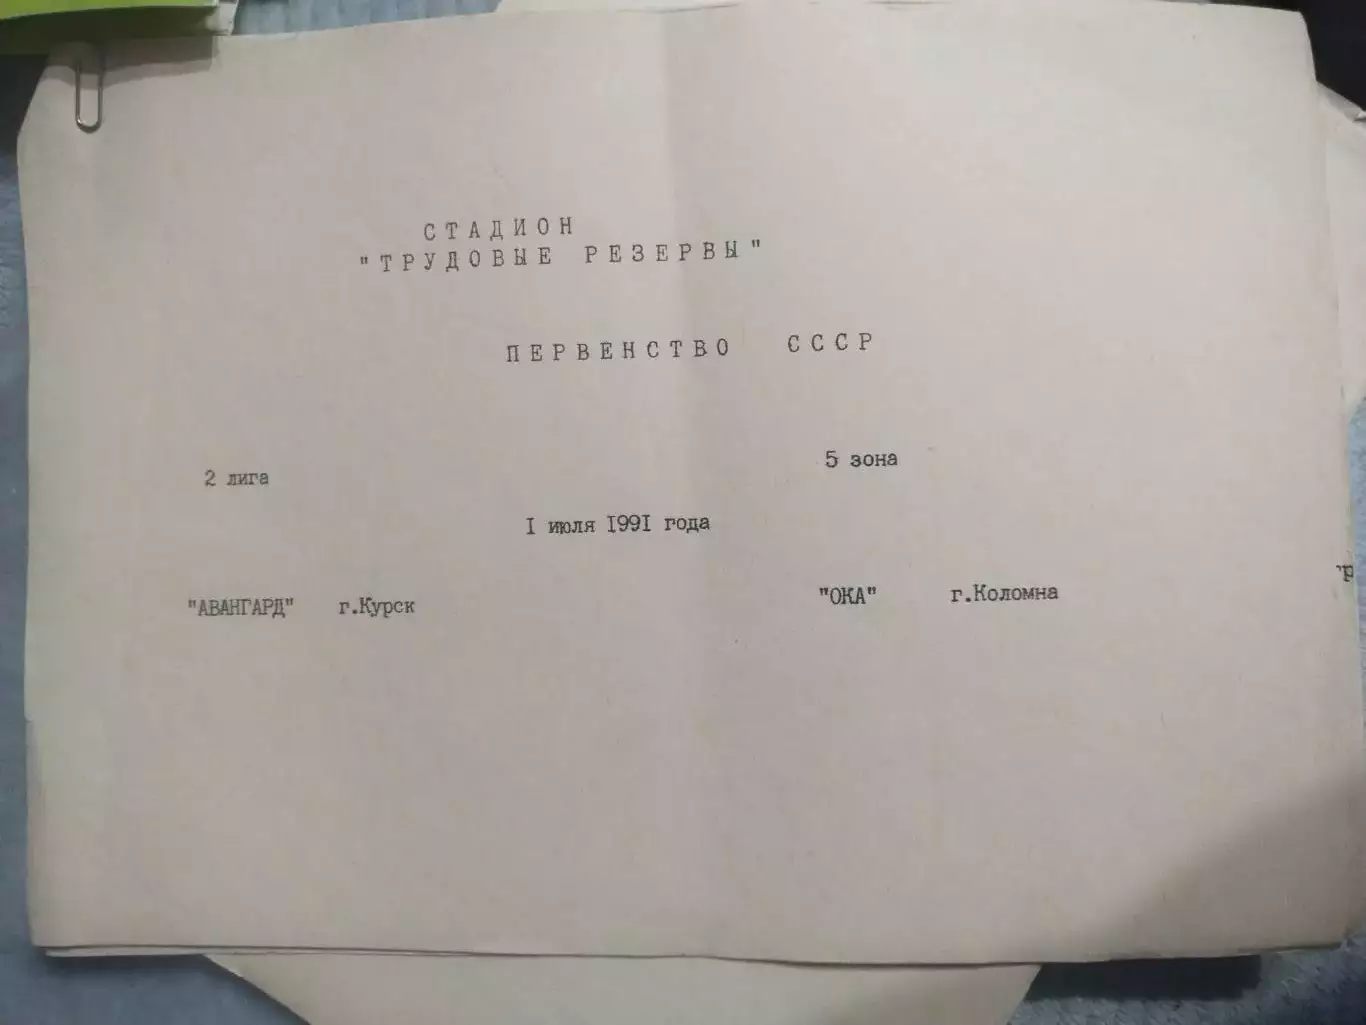 СТАДИОН
"ТРУДОВЫЕ РЕЗЕРВЫ"
ПЕРВЕНСТВО СССР
2 лига 5 зона
I июля I99I года
"АВАНГАРД" г.Курск "ОКА" г.Коломна